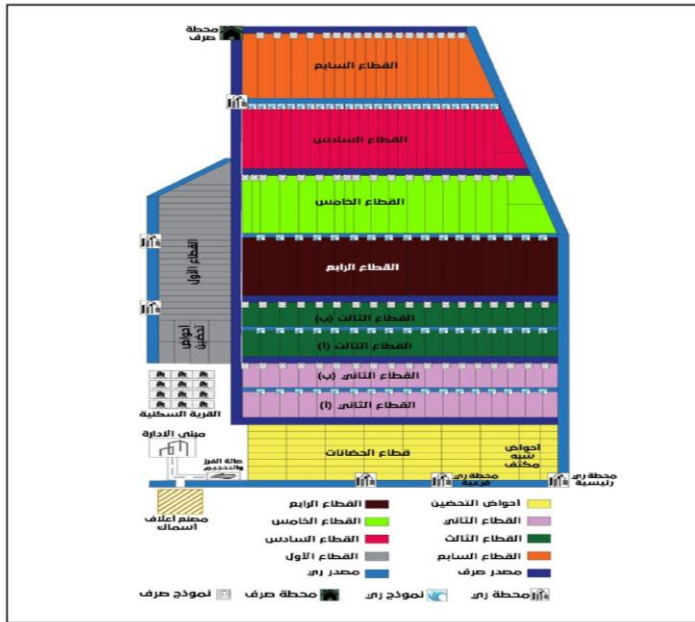 محطة
صرف
القطاع السابع
القطاع السادس
القطاع الخامس
القطاع الأول
القطاع الرابع
القطاع الثالث (ب)
أحواض
تحضين
القطاع الثالث (ا)
القطاع الثاني (ب)
القطاع الثاني (ا)
القرية السكنية
مبنى الادارة
صالة الفرز
والتحجيم
قطاع الحضانات
أحواض
شبه
مكثف
محطة ري
فرعية
محطة ري
رئيسية
مصنع أعلاف
أسماك
أحواض التحضين
القطاع الرابع
القطاع الثاني
القطاع الخامس
القطاع الثالث
القطاع السادس
القطاع السابع
القطاع الأول
مصدر صرف
مصدر ري
محطة ري
نموذج ري
محطة صرف
نموذج صرف